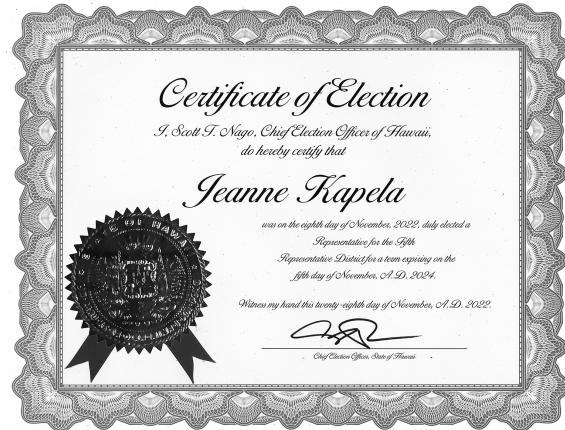 Certificate of Election
I, Scott T. Nago, Chief Election Officer of Hawaii,
do hereby certify that
Jeanne Kapela
was on the eighth day of November, 2022, duly elected a
Representative for the Fifth
Representative District for a term expiring on the
fifth day of November, A.D. 2024.
Witness my hand this twenty-eighth day of November, A.D. 2022.
Chief Election Officer, State of Hawaii
STATE OF HAWAII